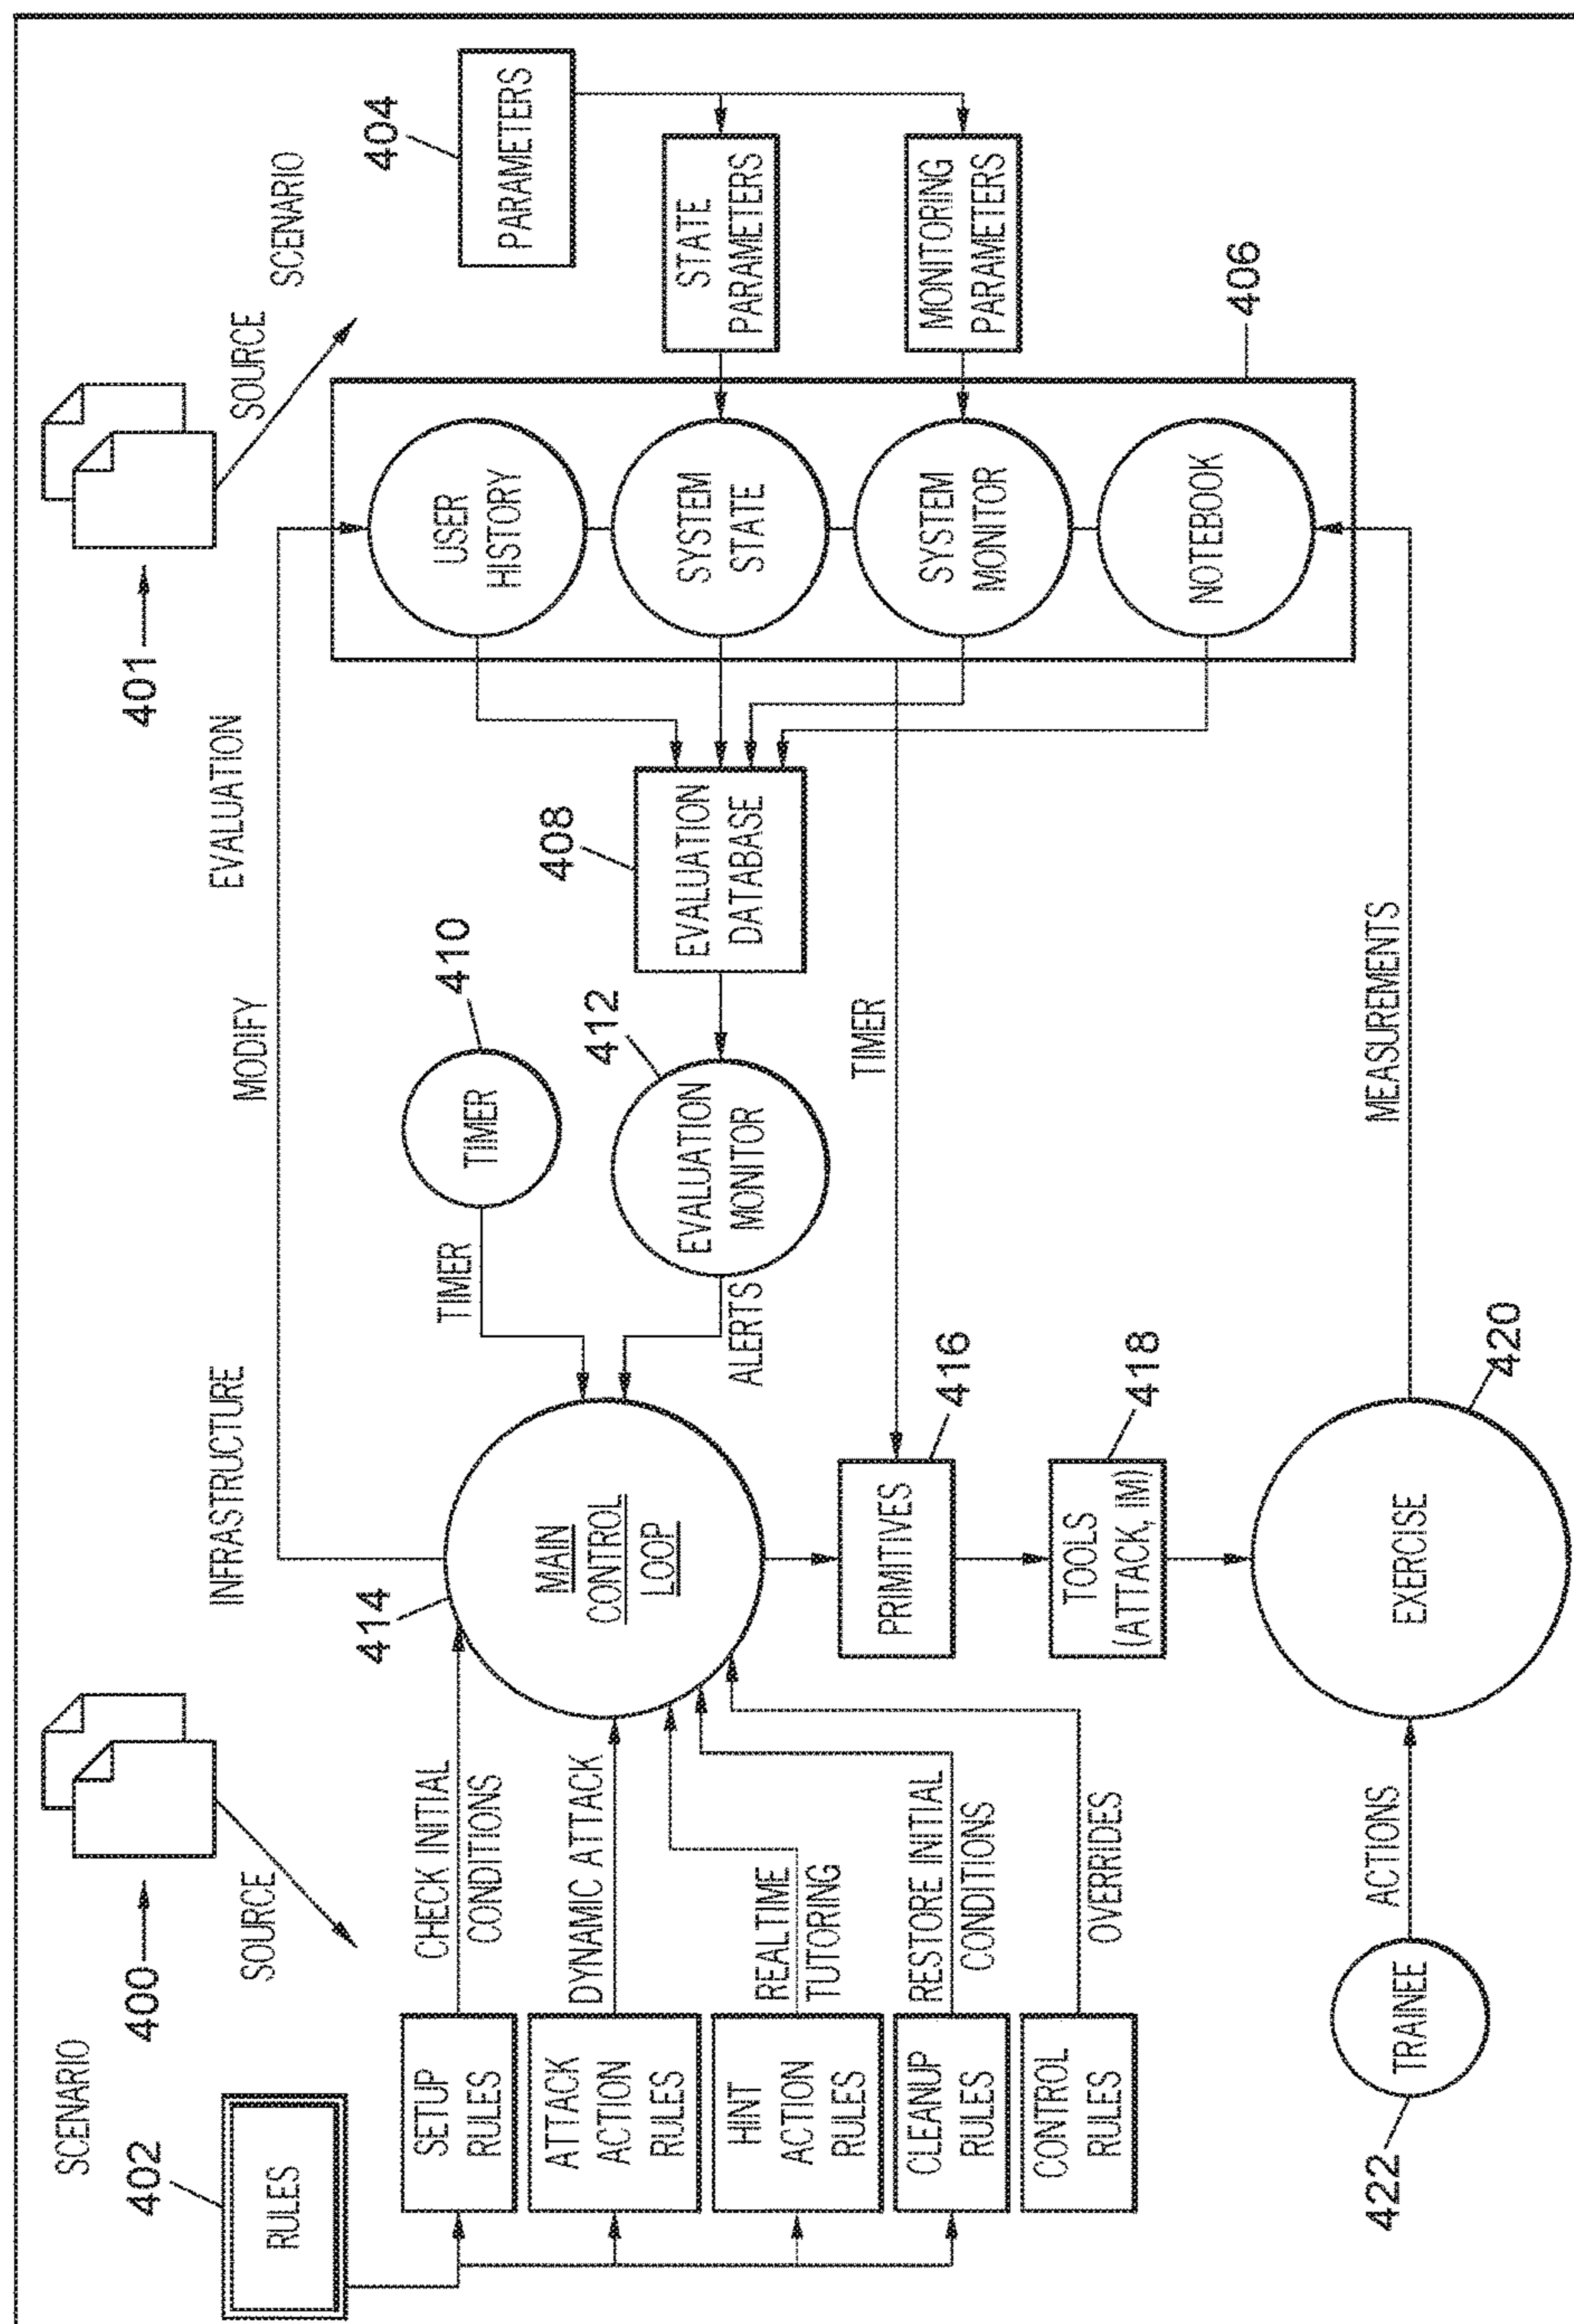 SCENARIO
400
INFRASTRUCTURE
EVALUATION
401
SCENARIO
402
SOURCE
MODIFY
SOURCE
404
RULES
414
410
PARAMETERS
SETUP
RULES
CHECK INITIAL
CONDITIONS
TIMER
TIMER
USER
HISTORY
ATTACK
ACTION
RULES
DYNAMIC ATTACK
MAIN
CONTROL
LOOP
412
408
EVALUATION
MONITOR
EVALUATION
DATABASE
SYSTEM
STATE
STATE
PARAMETERS
HINT
ACTION
RULES
REALTIME
TUTORING
ALERTS
CLEANUP
RULES
RESTORE INITIAL
CONDITIONS
PRIMITIVES
416
TIMER
SYSTEM
MONITOR
MONITORING
PARAMETERS
CONTROL
RULES
OVERRIDES
TOOLS
(ATTACK, IM)
418
NOTEBOOK
406
422
TRAINEE
ACTIONS
EXERCISE
420
MEASUREMENTS